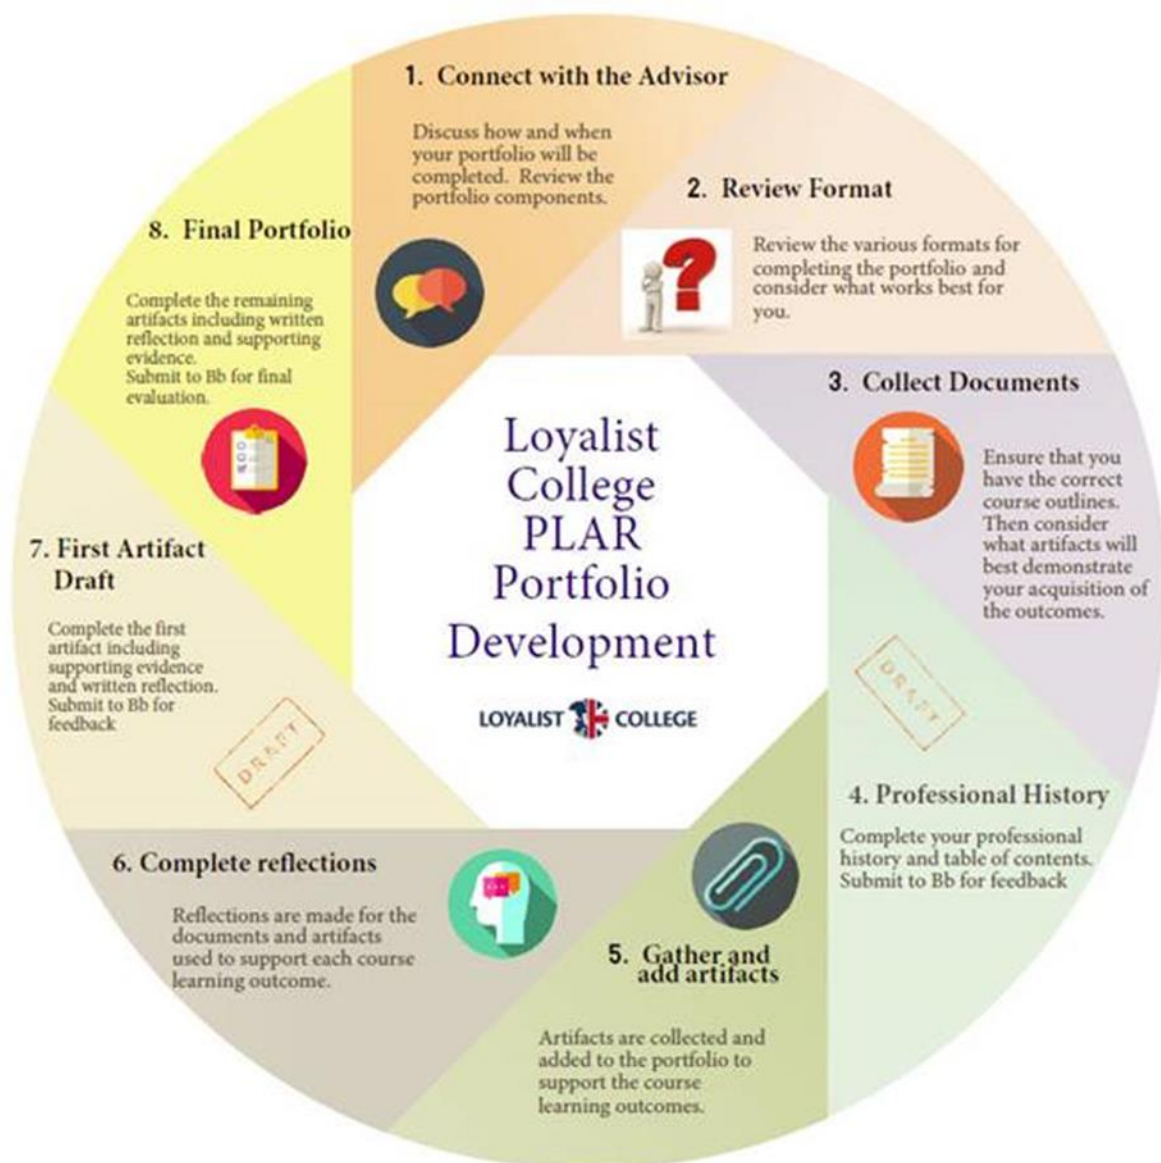 1. Connect with the Advisor
Discuss how and when
your portfolio will be
completed. Review the
portfolio components.
2. Review Format
Review the various formats for
completing the portfolio and
consider what works best for
you.
3. Collect Documents
Ensure that you
have the correct
course outlines.
Then consider
what artifacts will
best demonstrate
your acquisition of
the outcomes.
DRAFT
4. Professional History
Complete your professional
history and table of contents.
Submit to Bb for feedback
5. Gather and
add artifacts
Artifacts are collected and
added to the portfolio to
support the course
learning outcomes.
6. Complete reflections
Reflections are made for the
documents and artifacts
used to support each course
learning outcome.
7. First Artifact
Draft
Complete the first
artifact including
supporting evidence
and written reflection.
Submit to Bb for
feedback
DRAFT
8. Final Portfolio
Complete the remaining
artifacts including written
reflection and supporting
evidence.
Submit to Bb for final
evaluation.
Loyalist
College
PLAR
Portfolio
Development
LOYALIST COLLEGE